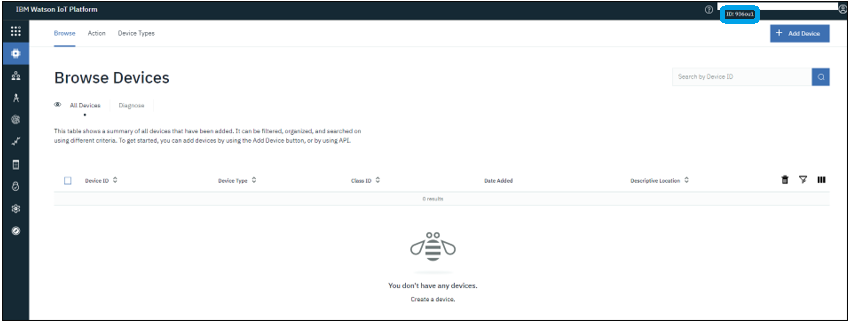 IBM Watson IoT Platform
ID: 936ou1
Browse Action Device Types
+ Add Device
Browse Devices
Search by Device ID
All Devices Diagnose
This table shows a summary of all devices that have been added. It can be filtered, organized, and searched on
using different criteria. To get started, you can add devices by using the Add Device button, or by using API.
Device ID Device Type Class ID Date Added Descriptive Location
0 results
You don't have any devices.
Create a device.